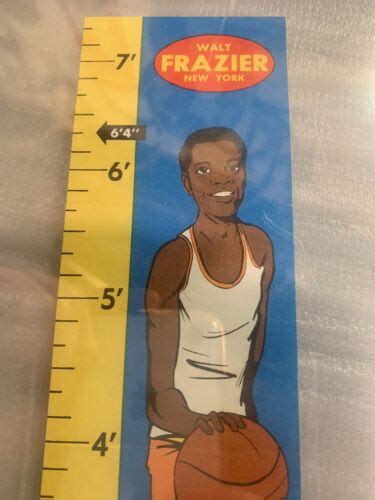 WALT
FRAZIER
NEW YORK
7'
6'4"
6'
5'
4'